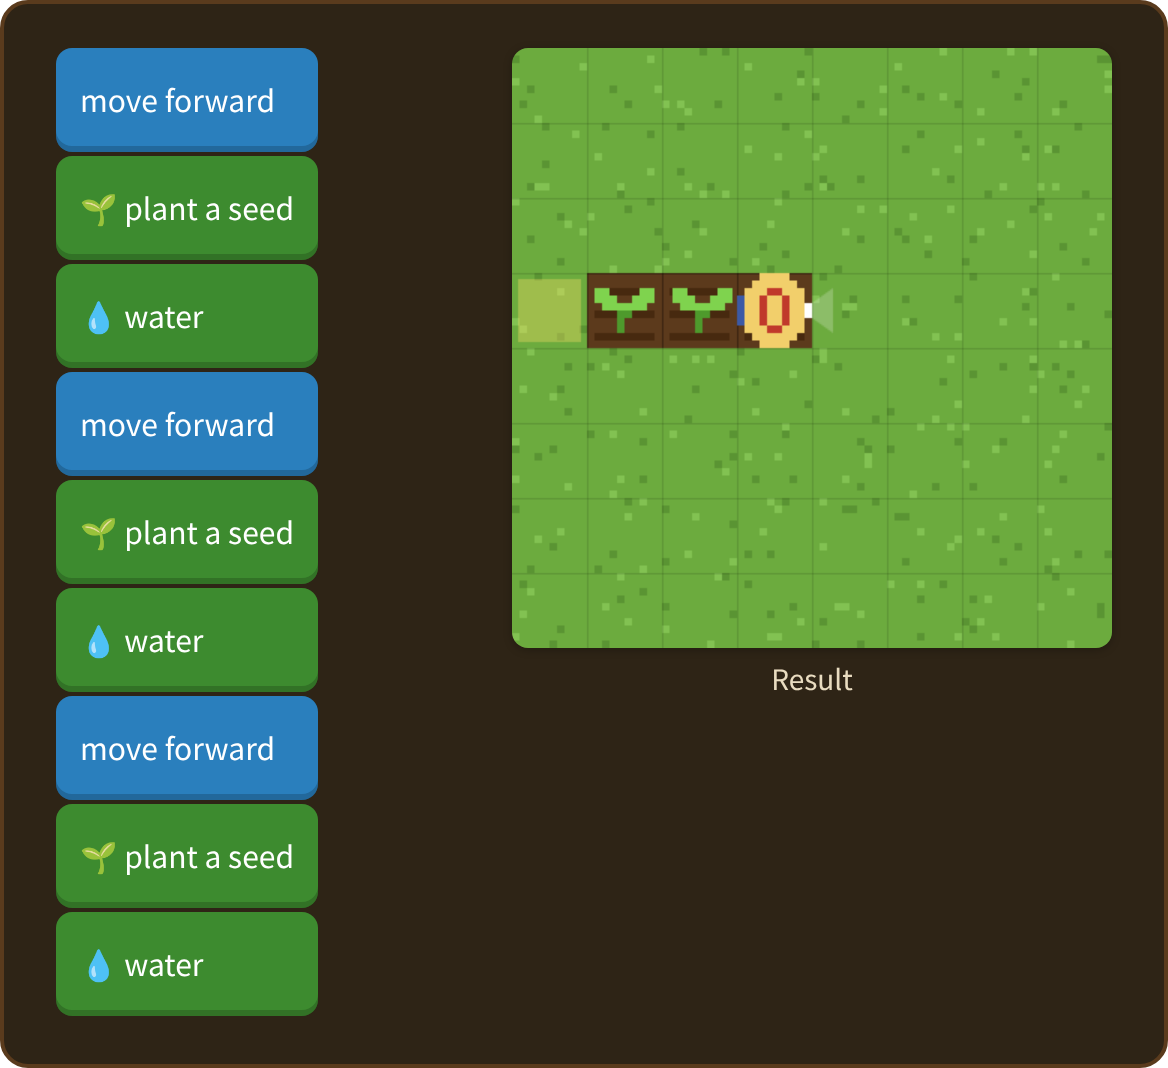 move forward
🌱 plant a seed
💧 water
move forward
🌱 plant a seed
💧 water
move forward
🌱 plant a seed
💧 water
Result